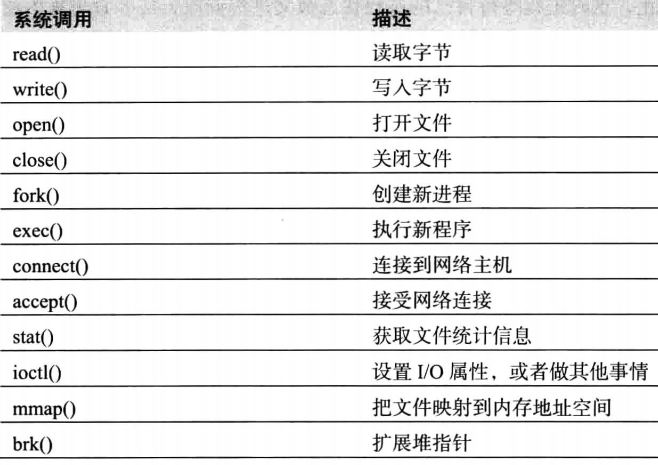 系统调用 描述
read() 读取字节
write() 写入字节
open() 打开文件
close() 关闭文件
fork() 创建新进程
exec() 执行新程序
connect() 连接到网络主机
accept() 接受网络连接
stat() 获取文件统计信息
ioctl() 设置 I/O 属性，或者做其他事情
mmap() 把文件映射到内存地址空间
brk() 扩展堆指针